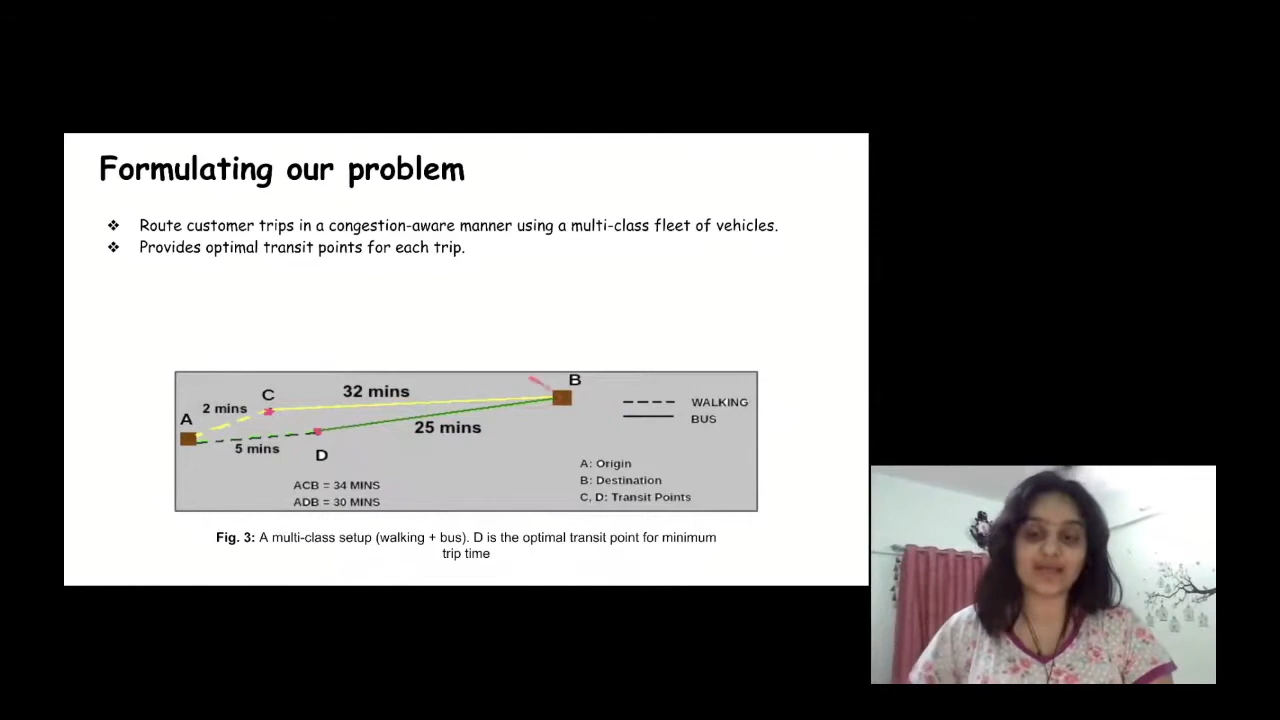 Formulating our problem
❖ Route customer trips in a congestion-aware manner using a multi-class fleet of vehicles.
❖ Provides optimal transit points for each trip.
A
2 mins
C
32 mins
B
5 mins
D
25 mins
WALKING
BUS
ACB = 34 MINS
ADB = 30 MINS
A: Origin
B: Destination
C, D: Transit Points
Fig. 3: A multi-class setup (walking + bus). D is the optimal transit point for minimum
trip time